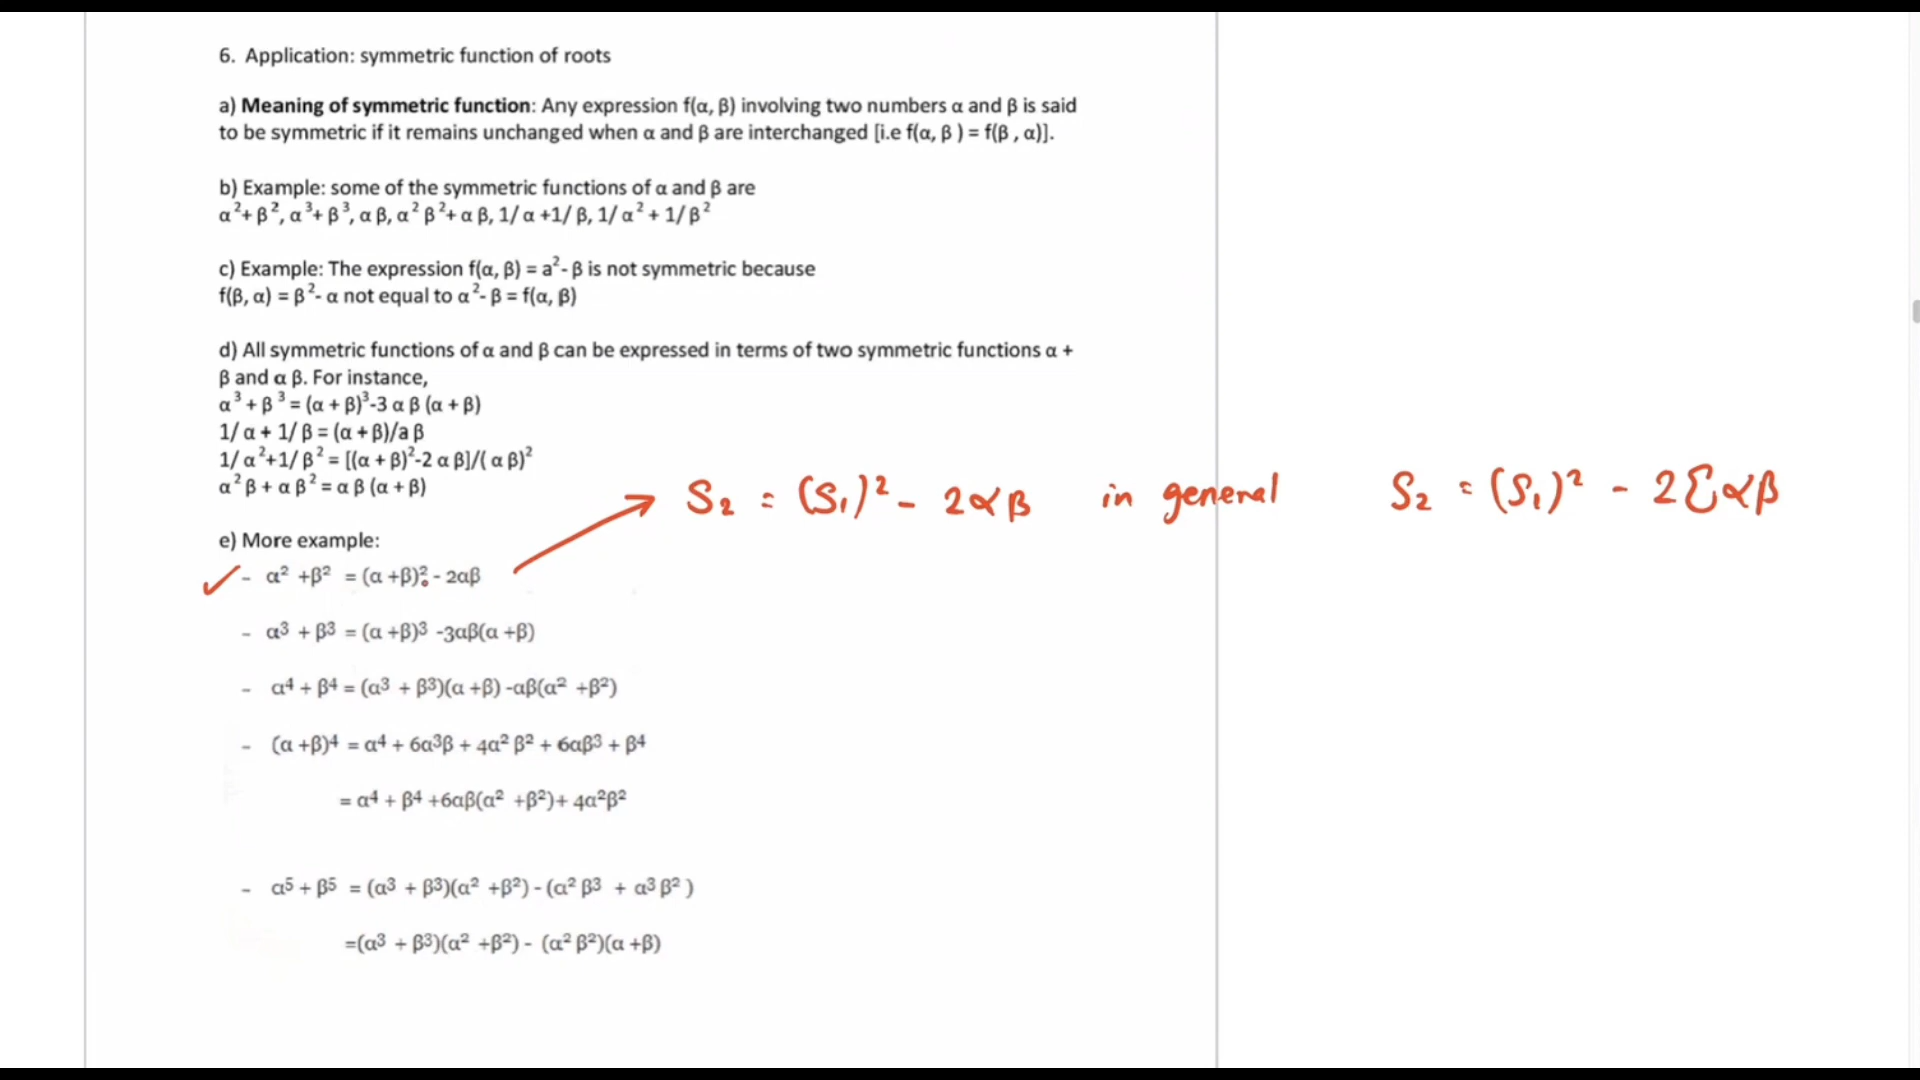 6. Application: symmetric function of roots
a) Meaning of symmetric function: Any expression f(α, β) involving two numbers α and β is said
to be symmetric if it remains unchanged when α and β are interchanged [i.e f(α, β ) = f(β , α)].
b) Example: some of the symmetric functions of α and β are
α²+ β², α³+ β³, α β, α² β²+ α β, 1/ α +1/ β, 1/ α² + 1/ β²
c) Example: The expression f(α, β) = a²- β is not symmetric because
f(β, α) = β²- α not equal to α²- β = f(α, β)
d) All symmetric functions of α and β can be expressed in terms of two symmetric functions α +
β and α β. For instance,
α³ + β³ = (α + β)³-3 α β (α + β)
1/ α + 1/ β = (α + β)/a β
1/ α²+1/ β² = [(α + β)²-2 α β]/( α β)²
α² β + α β² = α β (α + β)
S₂ = (S₁)² - 2αβ in general S₂ = (S₁)² - 2Σαβ
e) More example:
- α² +β² = (α +β)² - 2αβ
- α³ + β³ = (α +β)³ -3αβ(α +β)
- α⁴ + β⁴ = (α³ + β³)(α +β) -αβ(α² +β²)
- (α +β)⁴ = α⁴ + 6α³β + 4α² β² + 6αβ³ + β⁴
= α⁴ + β⁴ +6αβ(α² +β²)+ 4α²β²
- α⁵ + β⁵ = (α³ + β³)(α² +β²) - (α² β³ + α³ β² )
=(α³ + β³)(α² +β²) - (α² β²)(α +β)